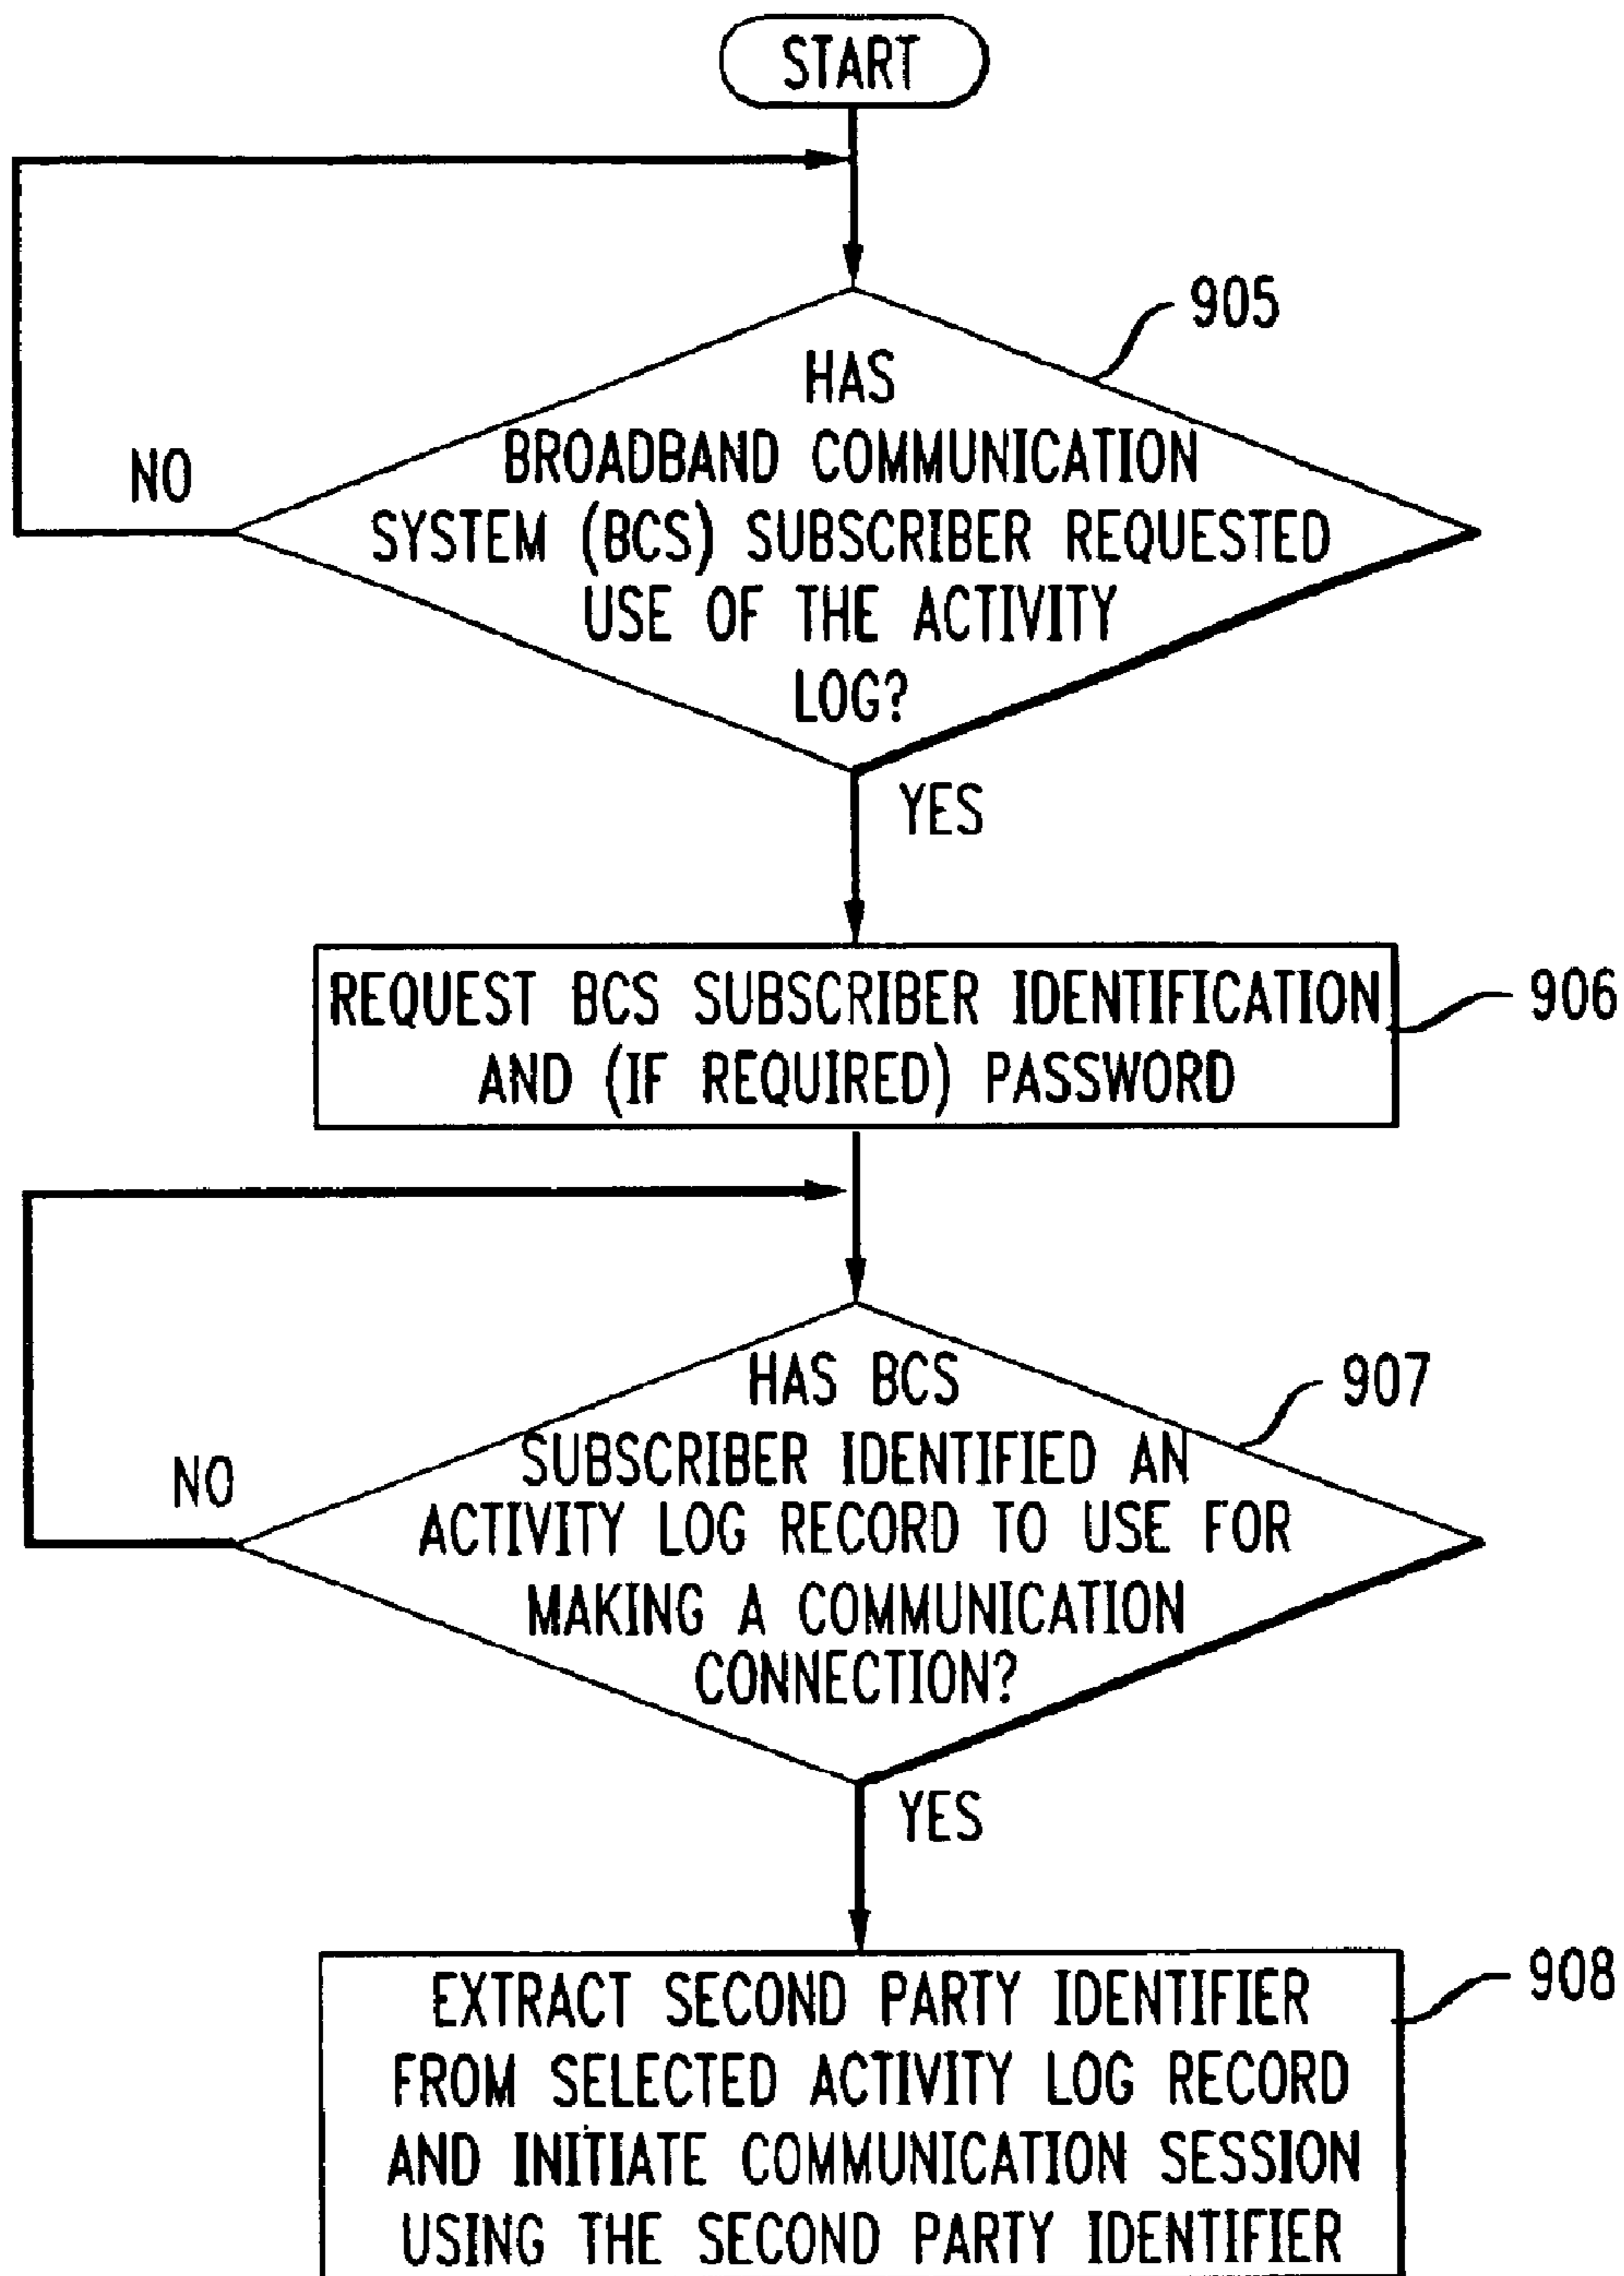 START
905
HAS
BROADBAND COMMUNICATION
SYSTEM (BCS) SUBSCRIBER REQUESTED
USE OF THE ACTIVITY
LOG?
NO
YES
REQUEST BCS SUBSCRIBER IDENTIFICATION
AND (IF REQUIRED) PASSWORD
906
HAS BCS
SUBSCRIBER IDENTIFIED AN
ACTIVITY LOG RECORD TO USE FOR
MAKING A COMMUNICATION
CONNECTION?
907
NO
YES
EXTRACT SECOND PARTY IDENTIFIER
FROM SELECTED ACTIVITY LOG RECORD
AND INITIATE COMMUNICATION SESSION
USING THE SECOND PARTY IDENTIFIER
908